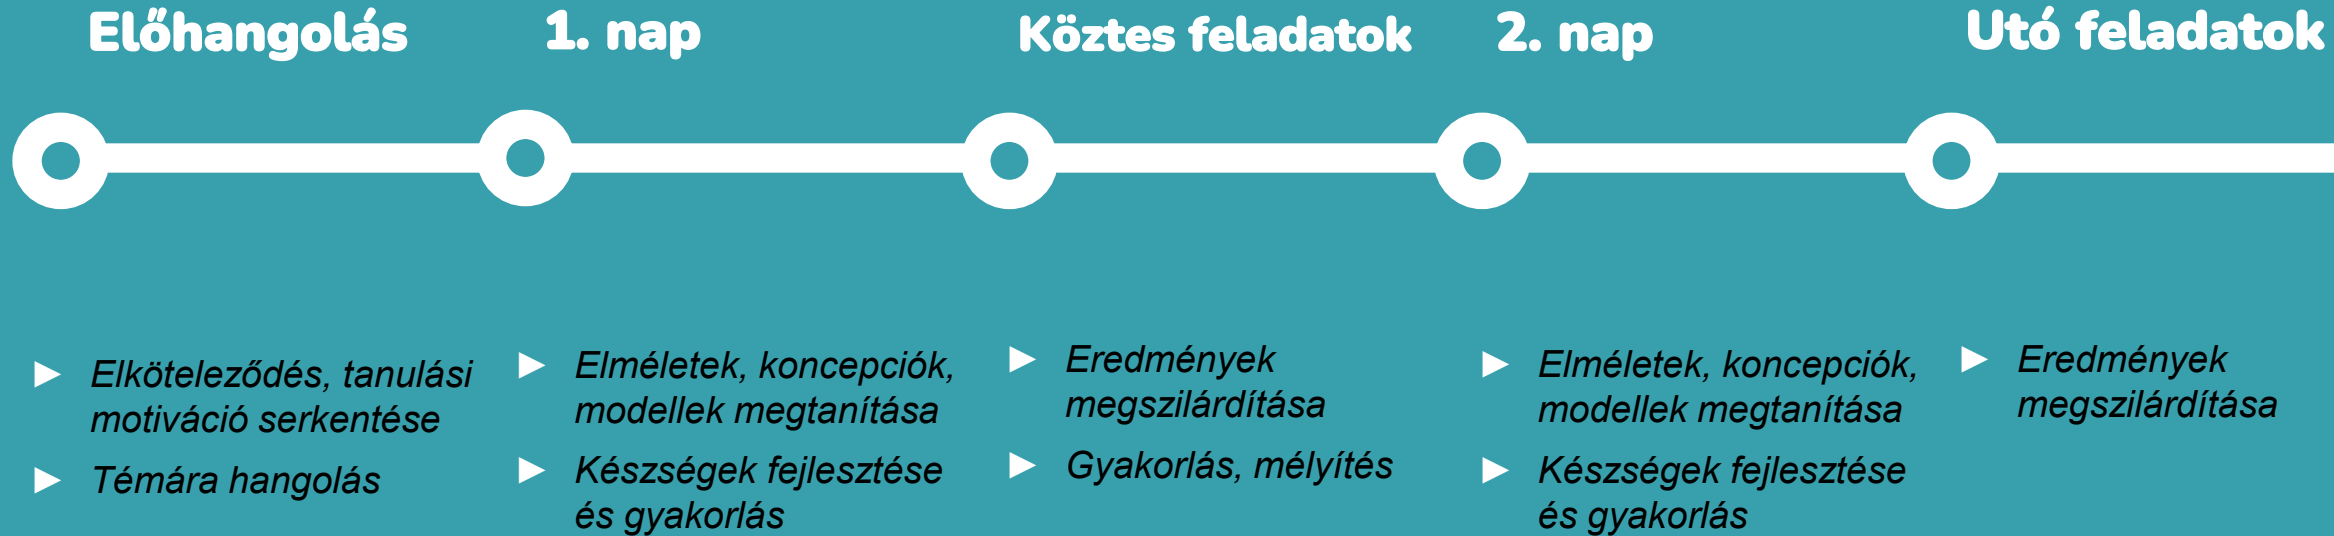 Előhangolás
1. nap
Köztes feladatok
2. nap
Utó feladatok
Elköteleződés, tanulási
motiváció serkentése
Témára hangolás
Elméletek, koncepciók,
modellek megtanítása
Készségek fejlesztése
és gyakorlás
Eredmények
megszilárdítása
Gyakorlás, mélyítés
Elméletek, koncepciók,
modellek megtanítása
Készségek fejlesztése
és gyakorlás
Eredmények
megszilárdítása